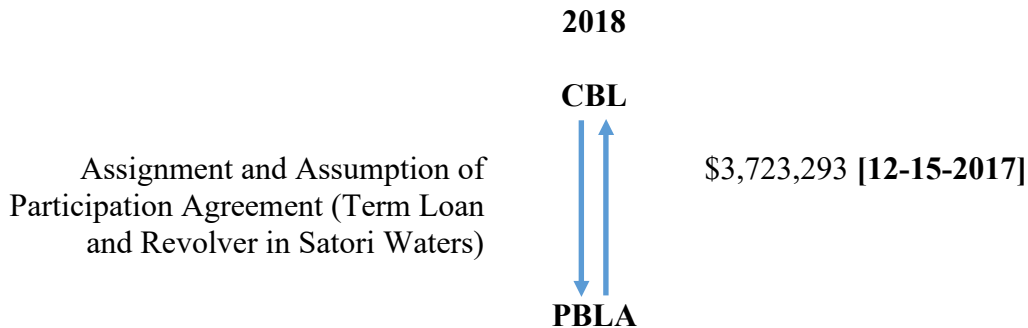 2018
CBL
Assignment and Assumption of
Participation Agreement (Term Loan
and Revolver in Satori Waters)
$3,723,293 [12-15-2017]
PBLA